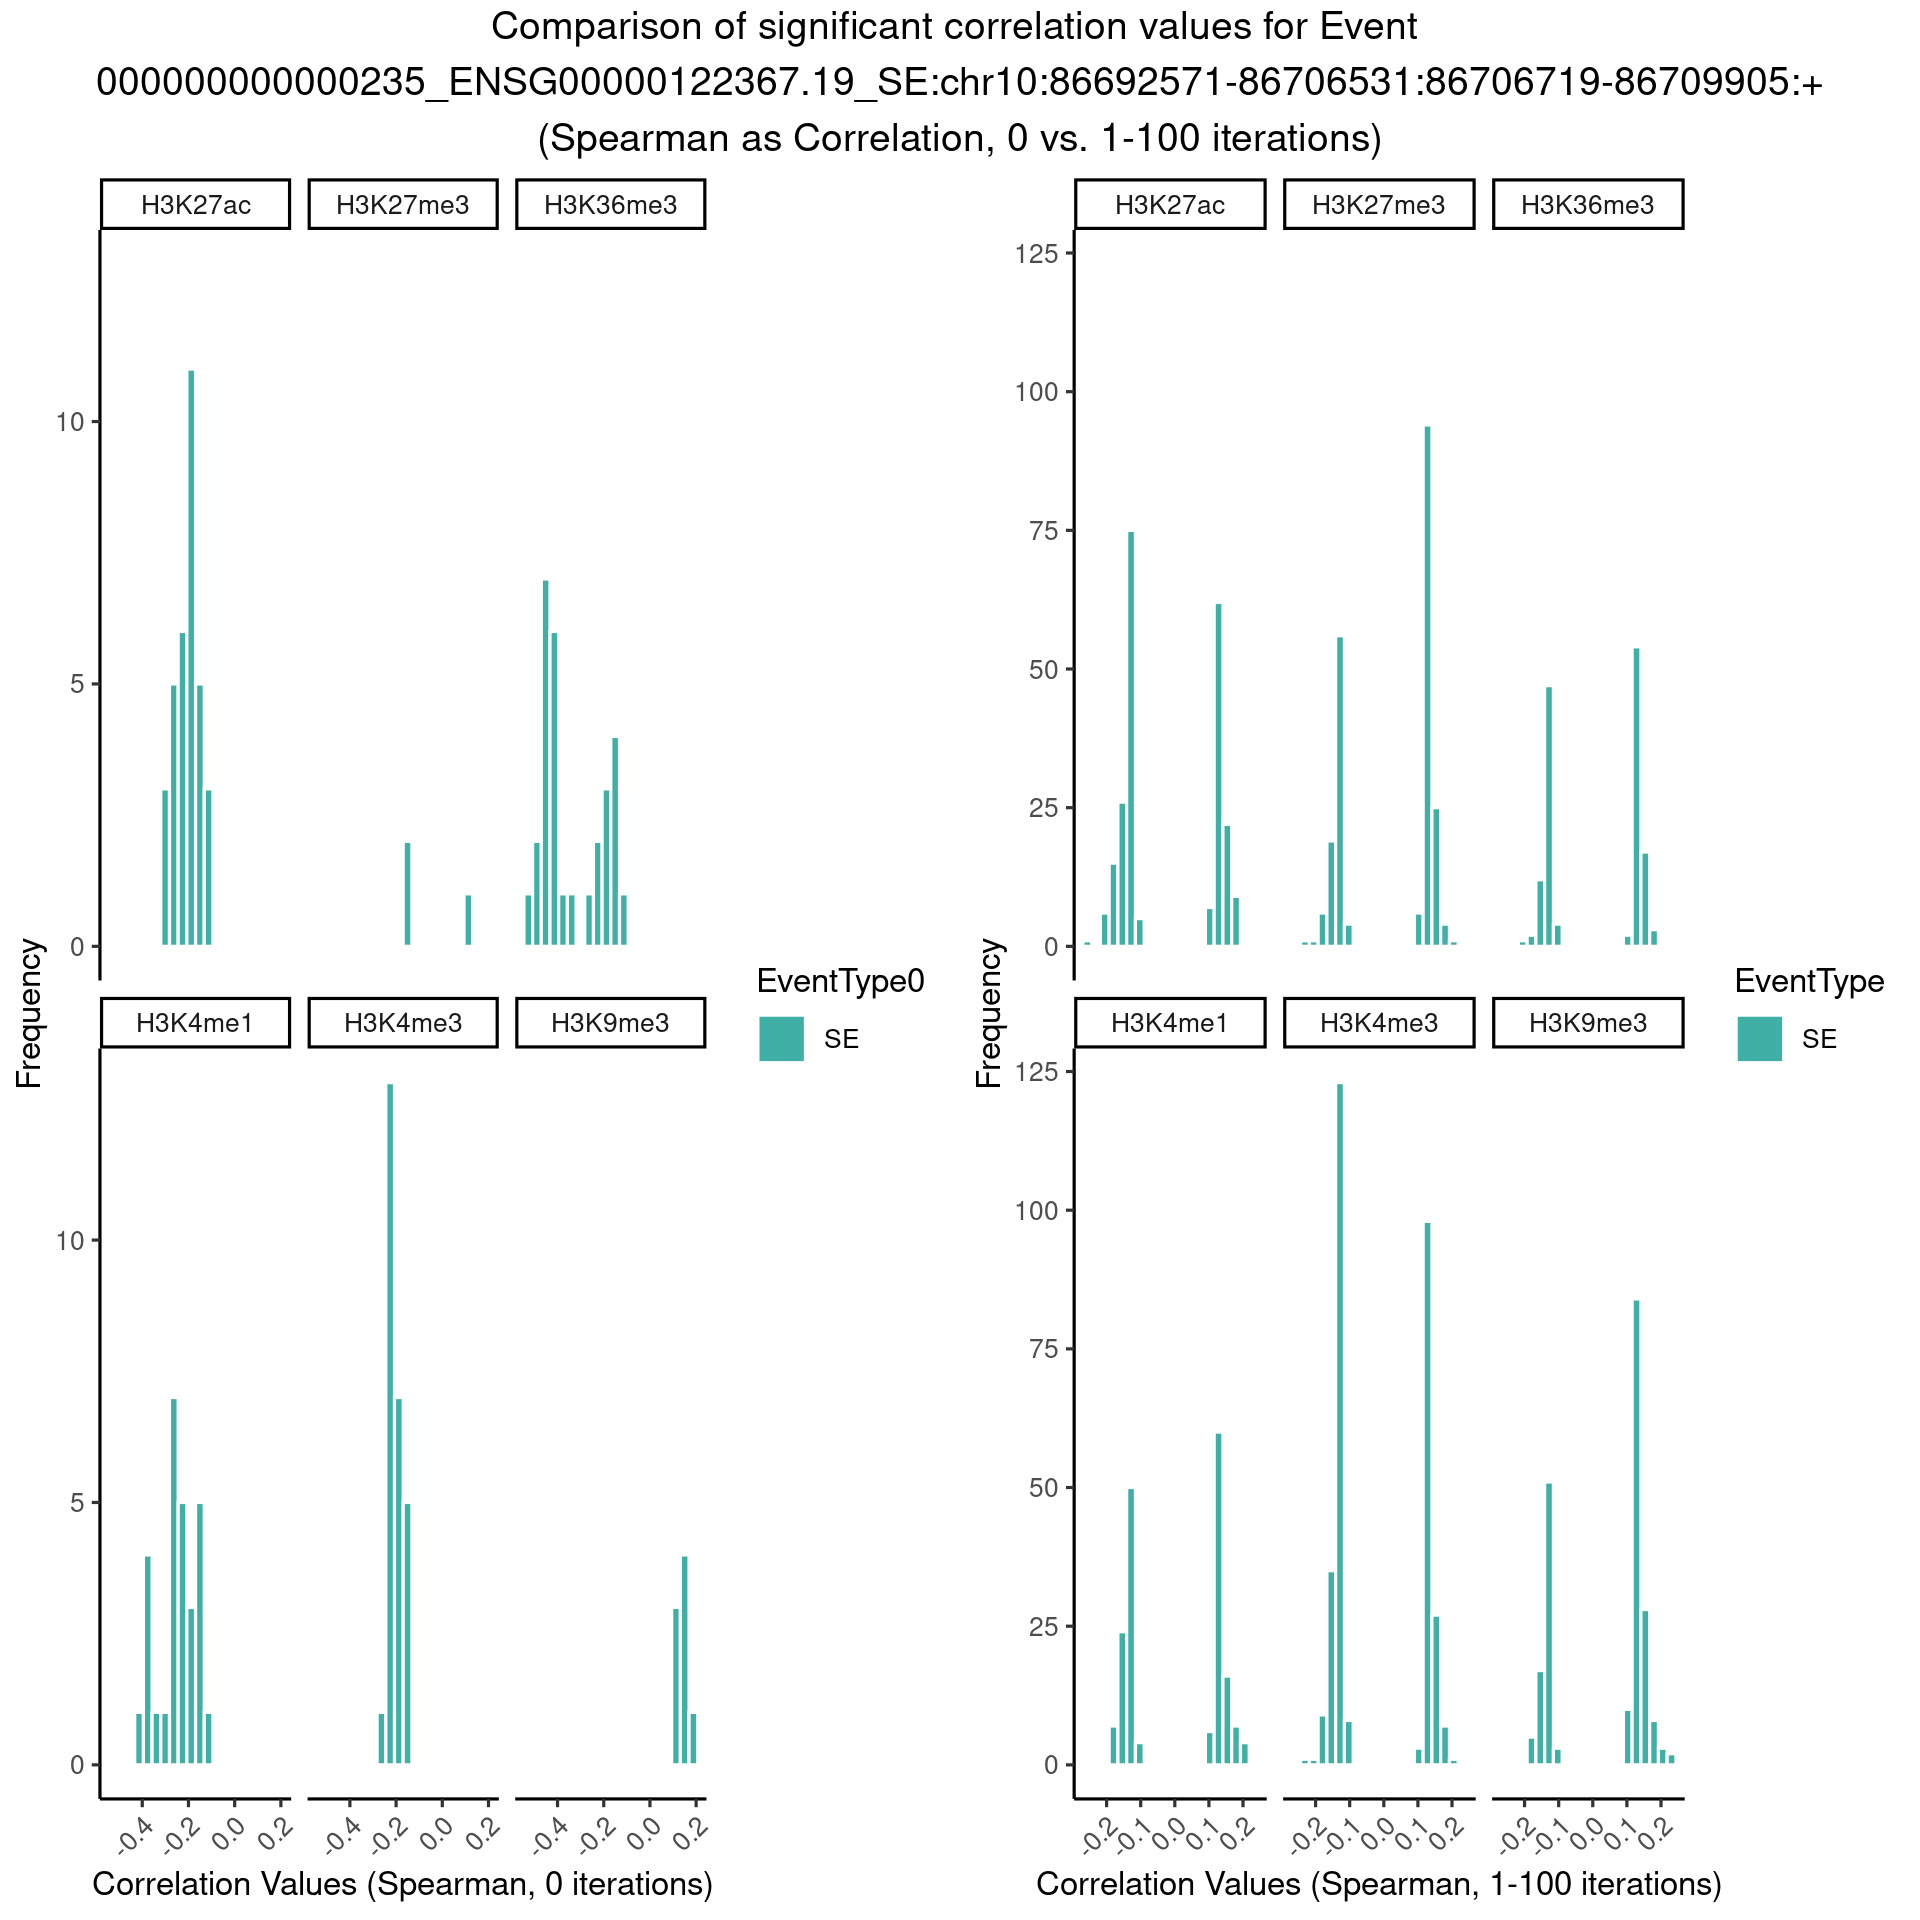 Comparison of significant correlation values for Event
000000000000235_ENSG00000122367.19_SE:chr10:86692571-86706531:86706719-86709905:+
(Spearman as Correlation, 0 vs. 1-100 iterations)
H3K27ac H3K27me3 H3K36me3
10
5
0
H3K4me1 H3K4me3 H3K9me3
10
5
0
-0.4 -0.2 0.0 0.2 -0.4 -0.2 0.0 0.2 -0.4 -0.2 0.0 0.2
Correlation Values (Spearman, 0 iterations)
Frequency
EventType0
SE
H3K27ac H3K27me3 H3K36me3
125
100
75
50
25
0
H3K4me1 H3K4me3 H3K9me3
125
100
75
50
25
0
-0.2 -0.1 0.0 0.1 0.2 -0.2 -0.1 0.0 0.1 0.2 -0.2 -0.1 0.0 0.1 0.2
Correlation Values (Spearman, 1-100 iterations)
Frequency
EventType
SE